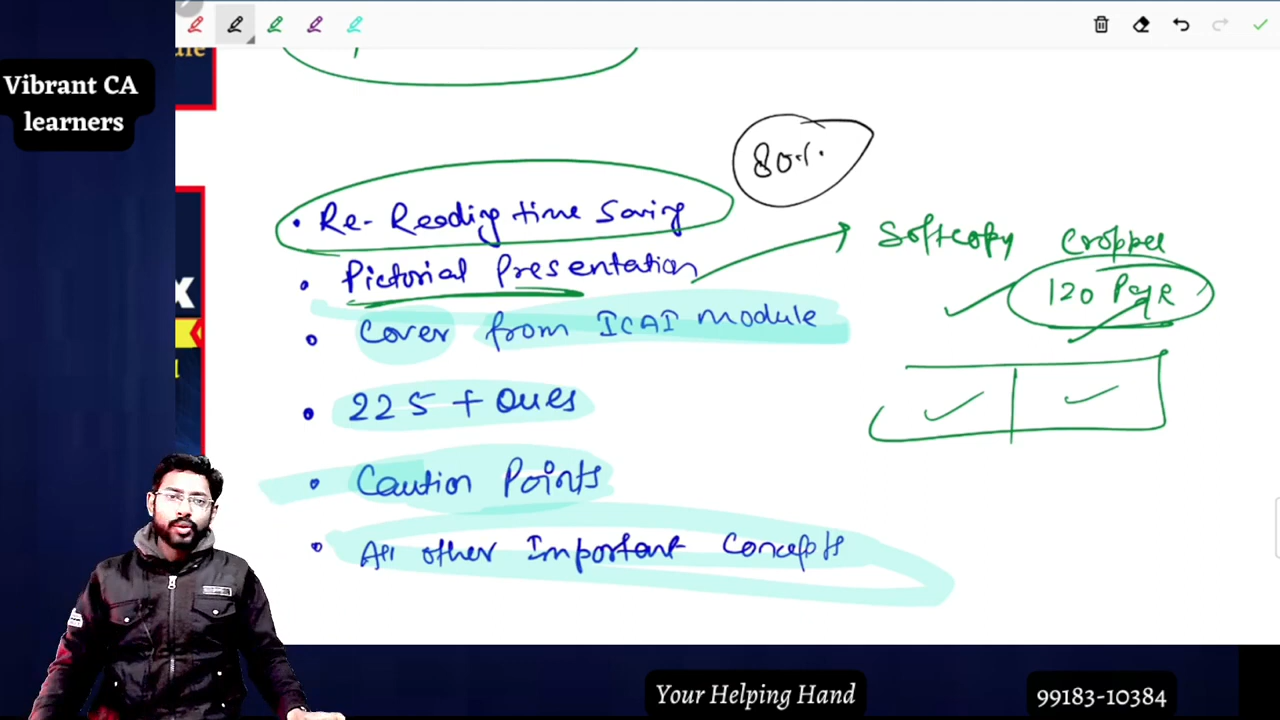 Vibrant CA
learners
80%
• Re-Reading time Saving
• Pictorial Presentation
Softcopy Cropper
120 Page
• Cover from ICAI module
• 225 + Ques
• Caution Points
• All other Important Concepts
Your Helping Hand
99183-10384